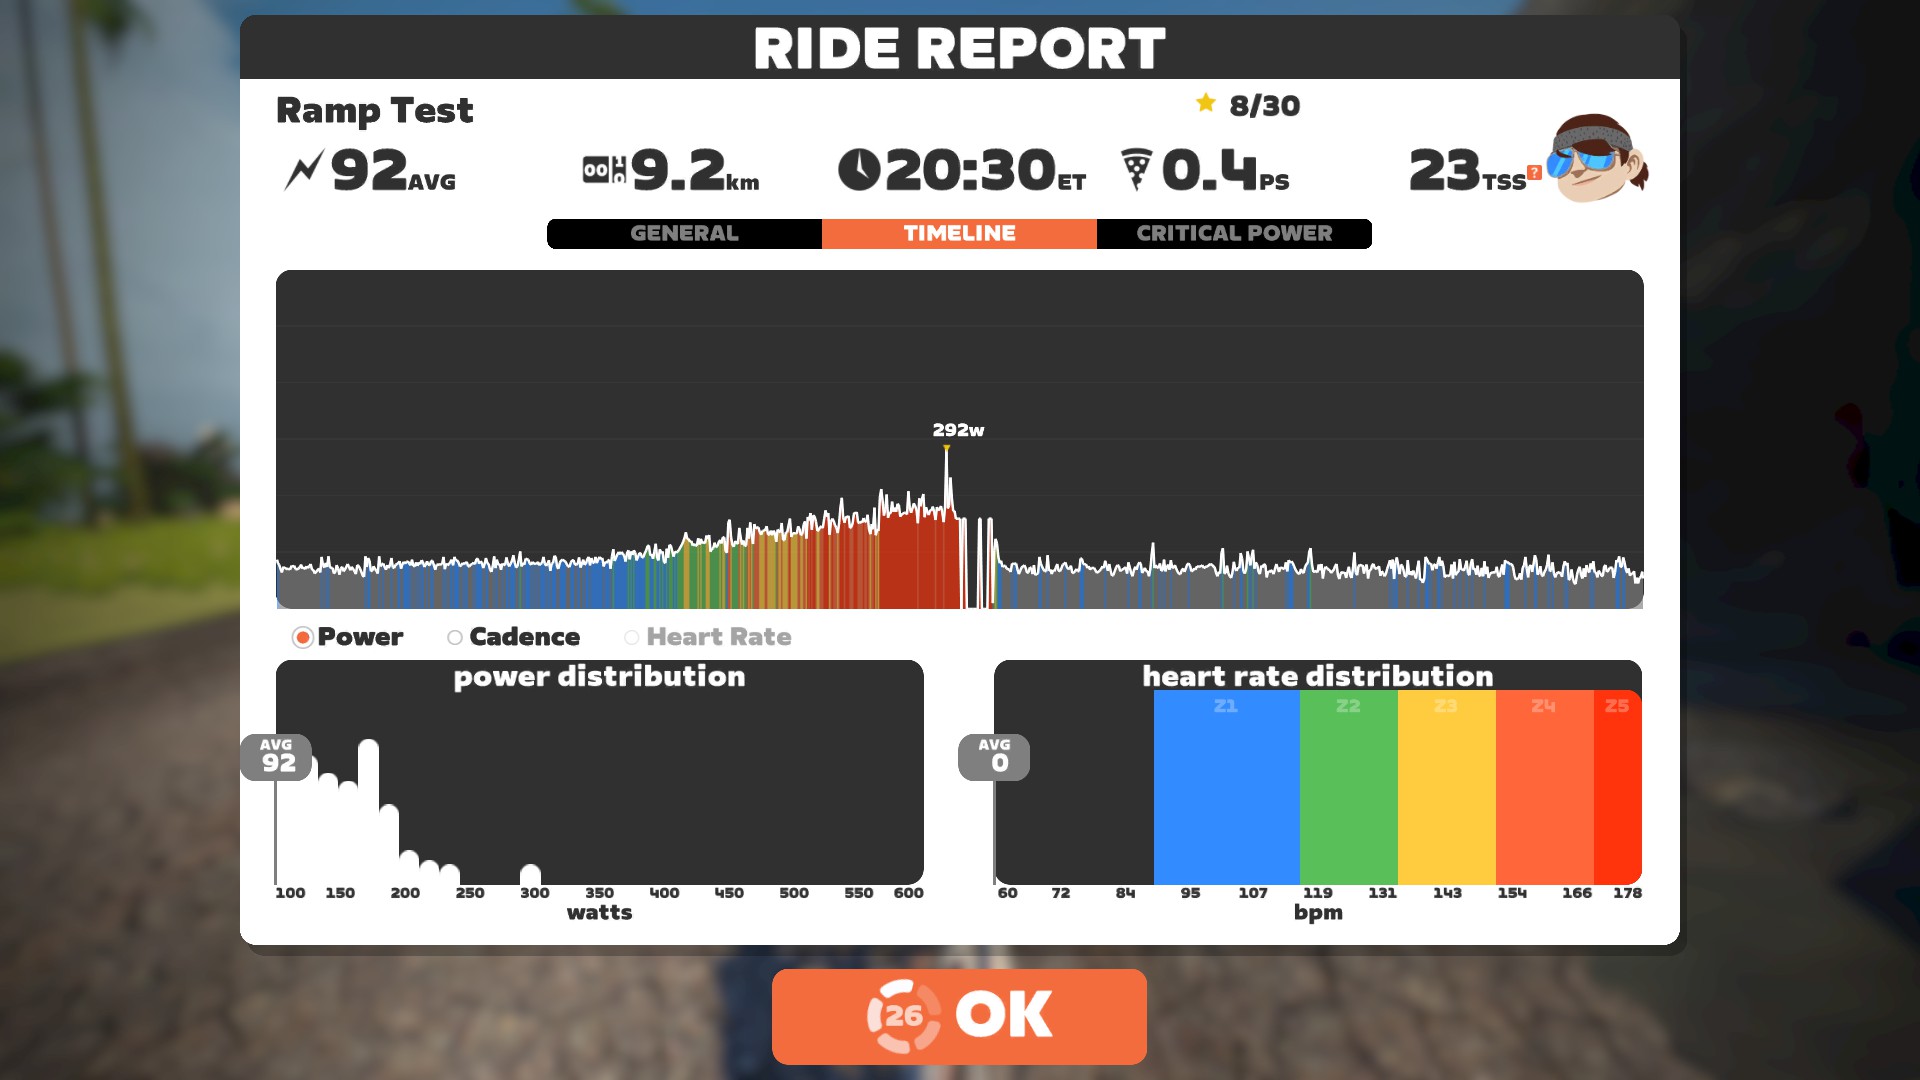 RIDE REPORT
Ramp Test
8/30
92AVG
009.2km
20:30ET
0.4PS
23TSS?
GENERAL TIMELINE CRITICAL POWER
292w
Power Cadence Heart Rate
power distribution
AVG
92
100 150 200 250 300 350 400 450 500 550 600
watts
heart rate distribution
Z1 Z2 Z3 Z4 Z5
AVG
0
60 72 84 95 107 119 131 143 154 166 178
bpm
26 OK